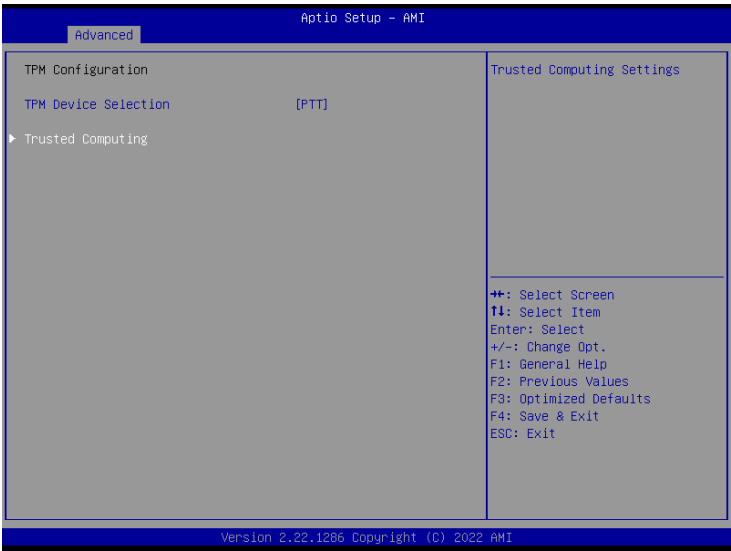 Aptio Setup – AMI
Advanced
TPM Configuration
TPM Device Selection [PTT]
Trusted Computing
Trusted Computing Settings
→←: Select Screen
↑↓: Select Item
Enter: Select
+/-: Change Opt.
F1: General Help
F2: Previous Values
F3: Optimized Defaults
F4: Save & Exit
ESC: Exit
Version 2.22.1286 Copyright (C) 2022 AMI